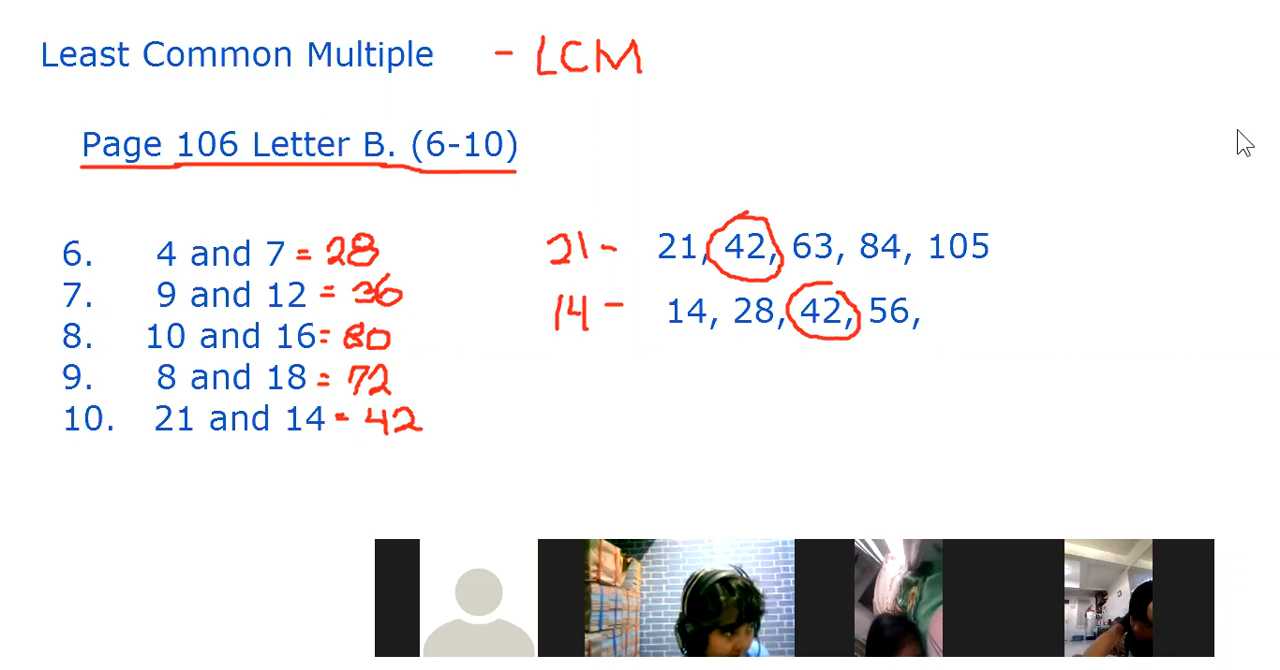 Least Common Multiple - LCM
Page 106 Letter B. (6-10)
6. 4 and 7 = 28
7. 9 and 12 = 36
8. 10 and 16 = 80
9. 8 and 18 = 72
10. 21 and 14 = 42
21 - 21, 42, 63, 84, 105
14 - 14, 28, 42, 56,